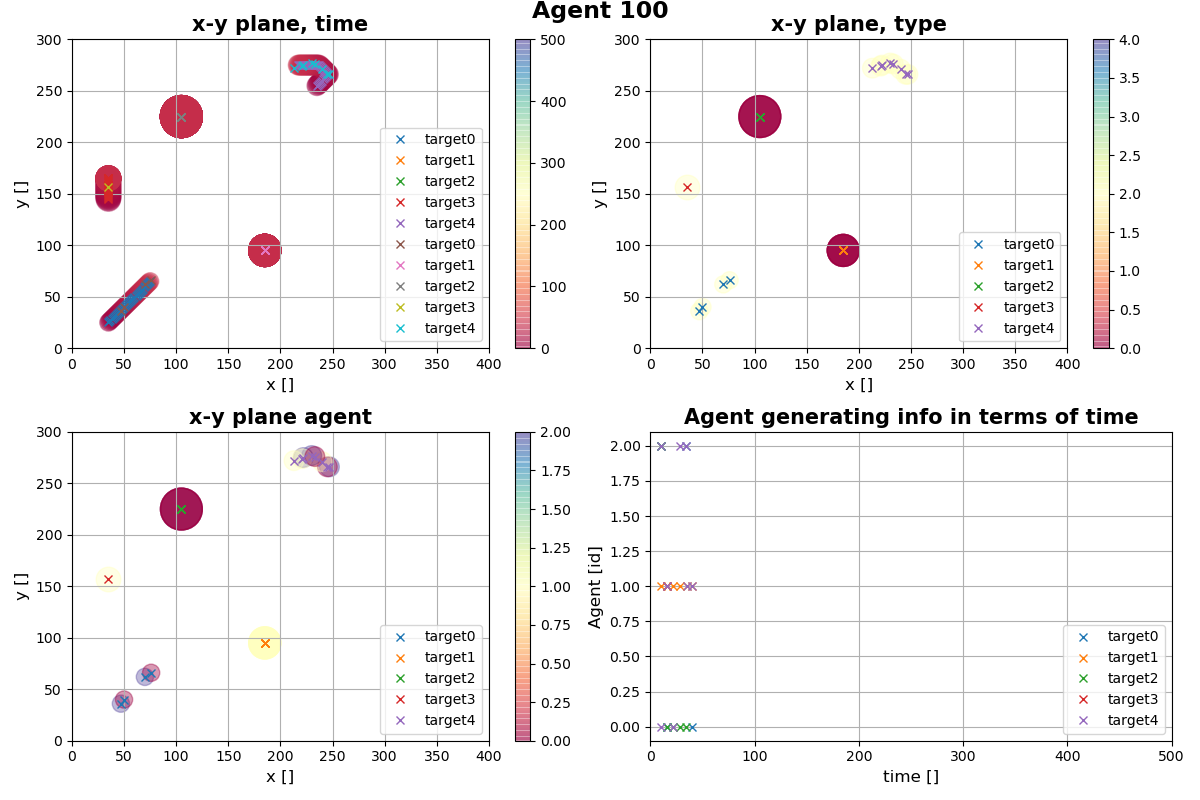 Agent 100
x-y plane, time
300
250
200
150
100
50
0
y []
0 50 100 150 200 250 300 350 400
x []
target0
target1
target2
target3
target4
target0
target1
target2
target3
target4
500
400
300
200
100
0
x-y plane, type
300
250
200
150
100
50
0
y []
0 50 100 150 200 250 300 350 400
x []
target0
target1
target2
target3
target4
4.0
3.5
3.0
2.5
2.0
1.5
1.0
0.5
0.0
x-y plane agent
300
250
200
150
100
50
0
y []
0 50 100 150 200 250 300 350 400
x []
target0
target1
target2
target3
target4
2.00
1.75
1.50
1.25
1.00
0.75
0.50
0.25
0.00
Agent generating info in terms of time
2.00
1.75
1.50
1.25
1.00
0.75
0.50
0.25
0.00
Agent [id]
0 100 200 300 400 500
time []
target0
target1
target2
target3
target4